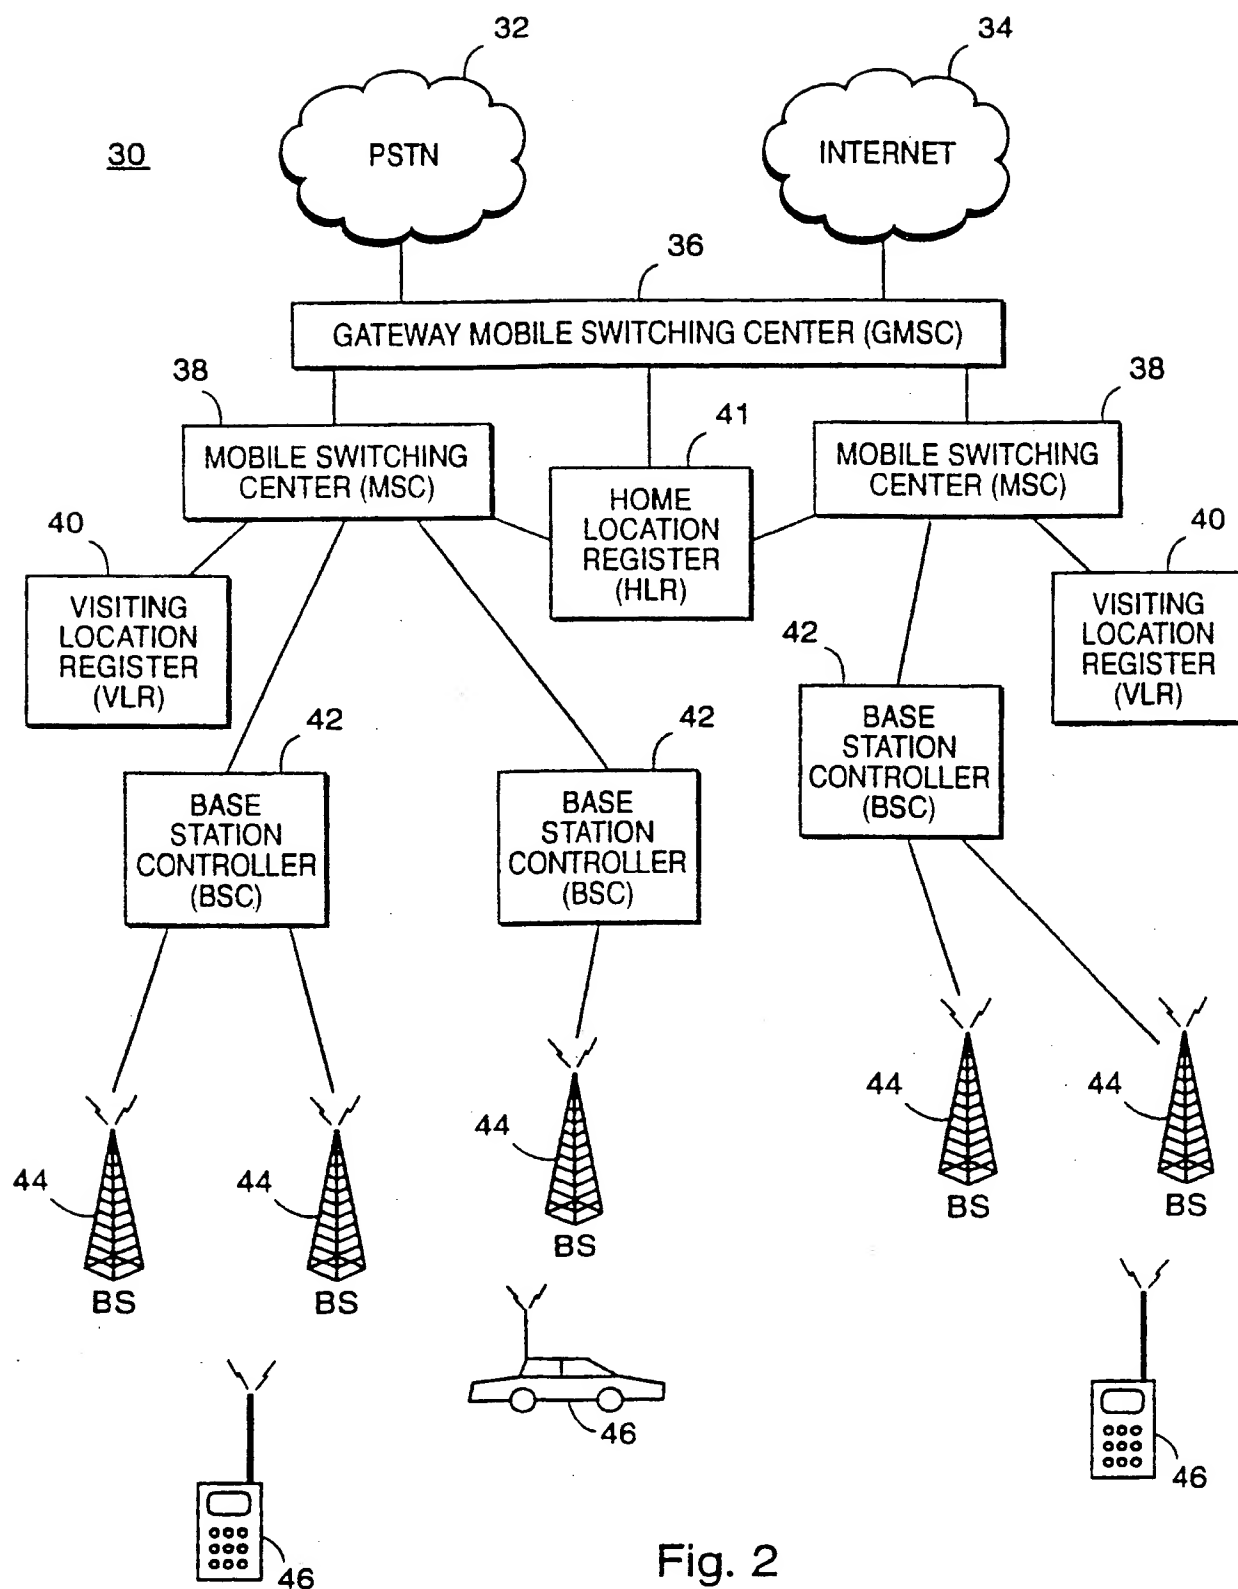 32
34
30
PSTN
INTERNET
36
GATEWAY MOBILE SWITCHING CENTER (GMSC)
38
38
41
MOBILE SWITCHING
CENTER (MSC)
HOME
LOCATION
REGISTER
(HLR)
MOBILE SWITCHING
CENTER (MSC)
40
VISITING
LOCATION
REGISTER
(VLR)
40
VISITING
LOCATION
REGISTER
(VLR)
42
BASE
STATION
CONTROLLER
(BSC)
42
BASE
STATION
CONTROLLER
(BSC)
42
BASE
STATION
CONTROLLER
(BSC)
44
BS
44
BS
44
BS
44
BS
44
BS
46
46
46
Fig. 2